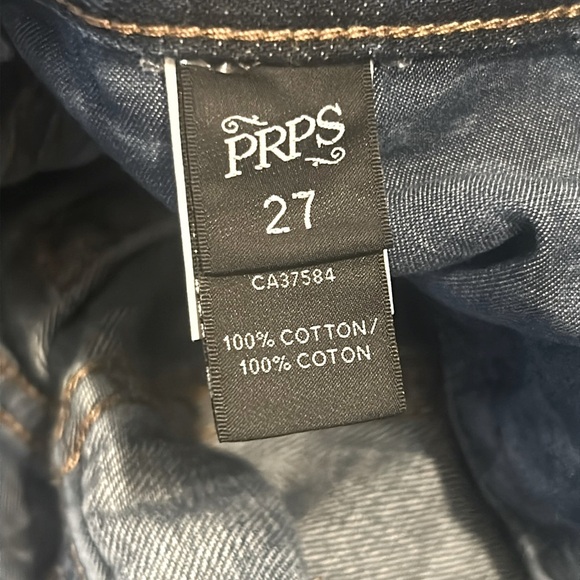 PRPS
27
CA37584
100% COTTON/
100% COTON